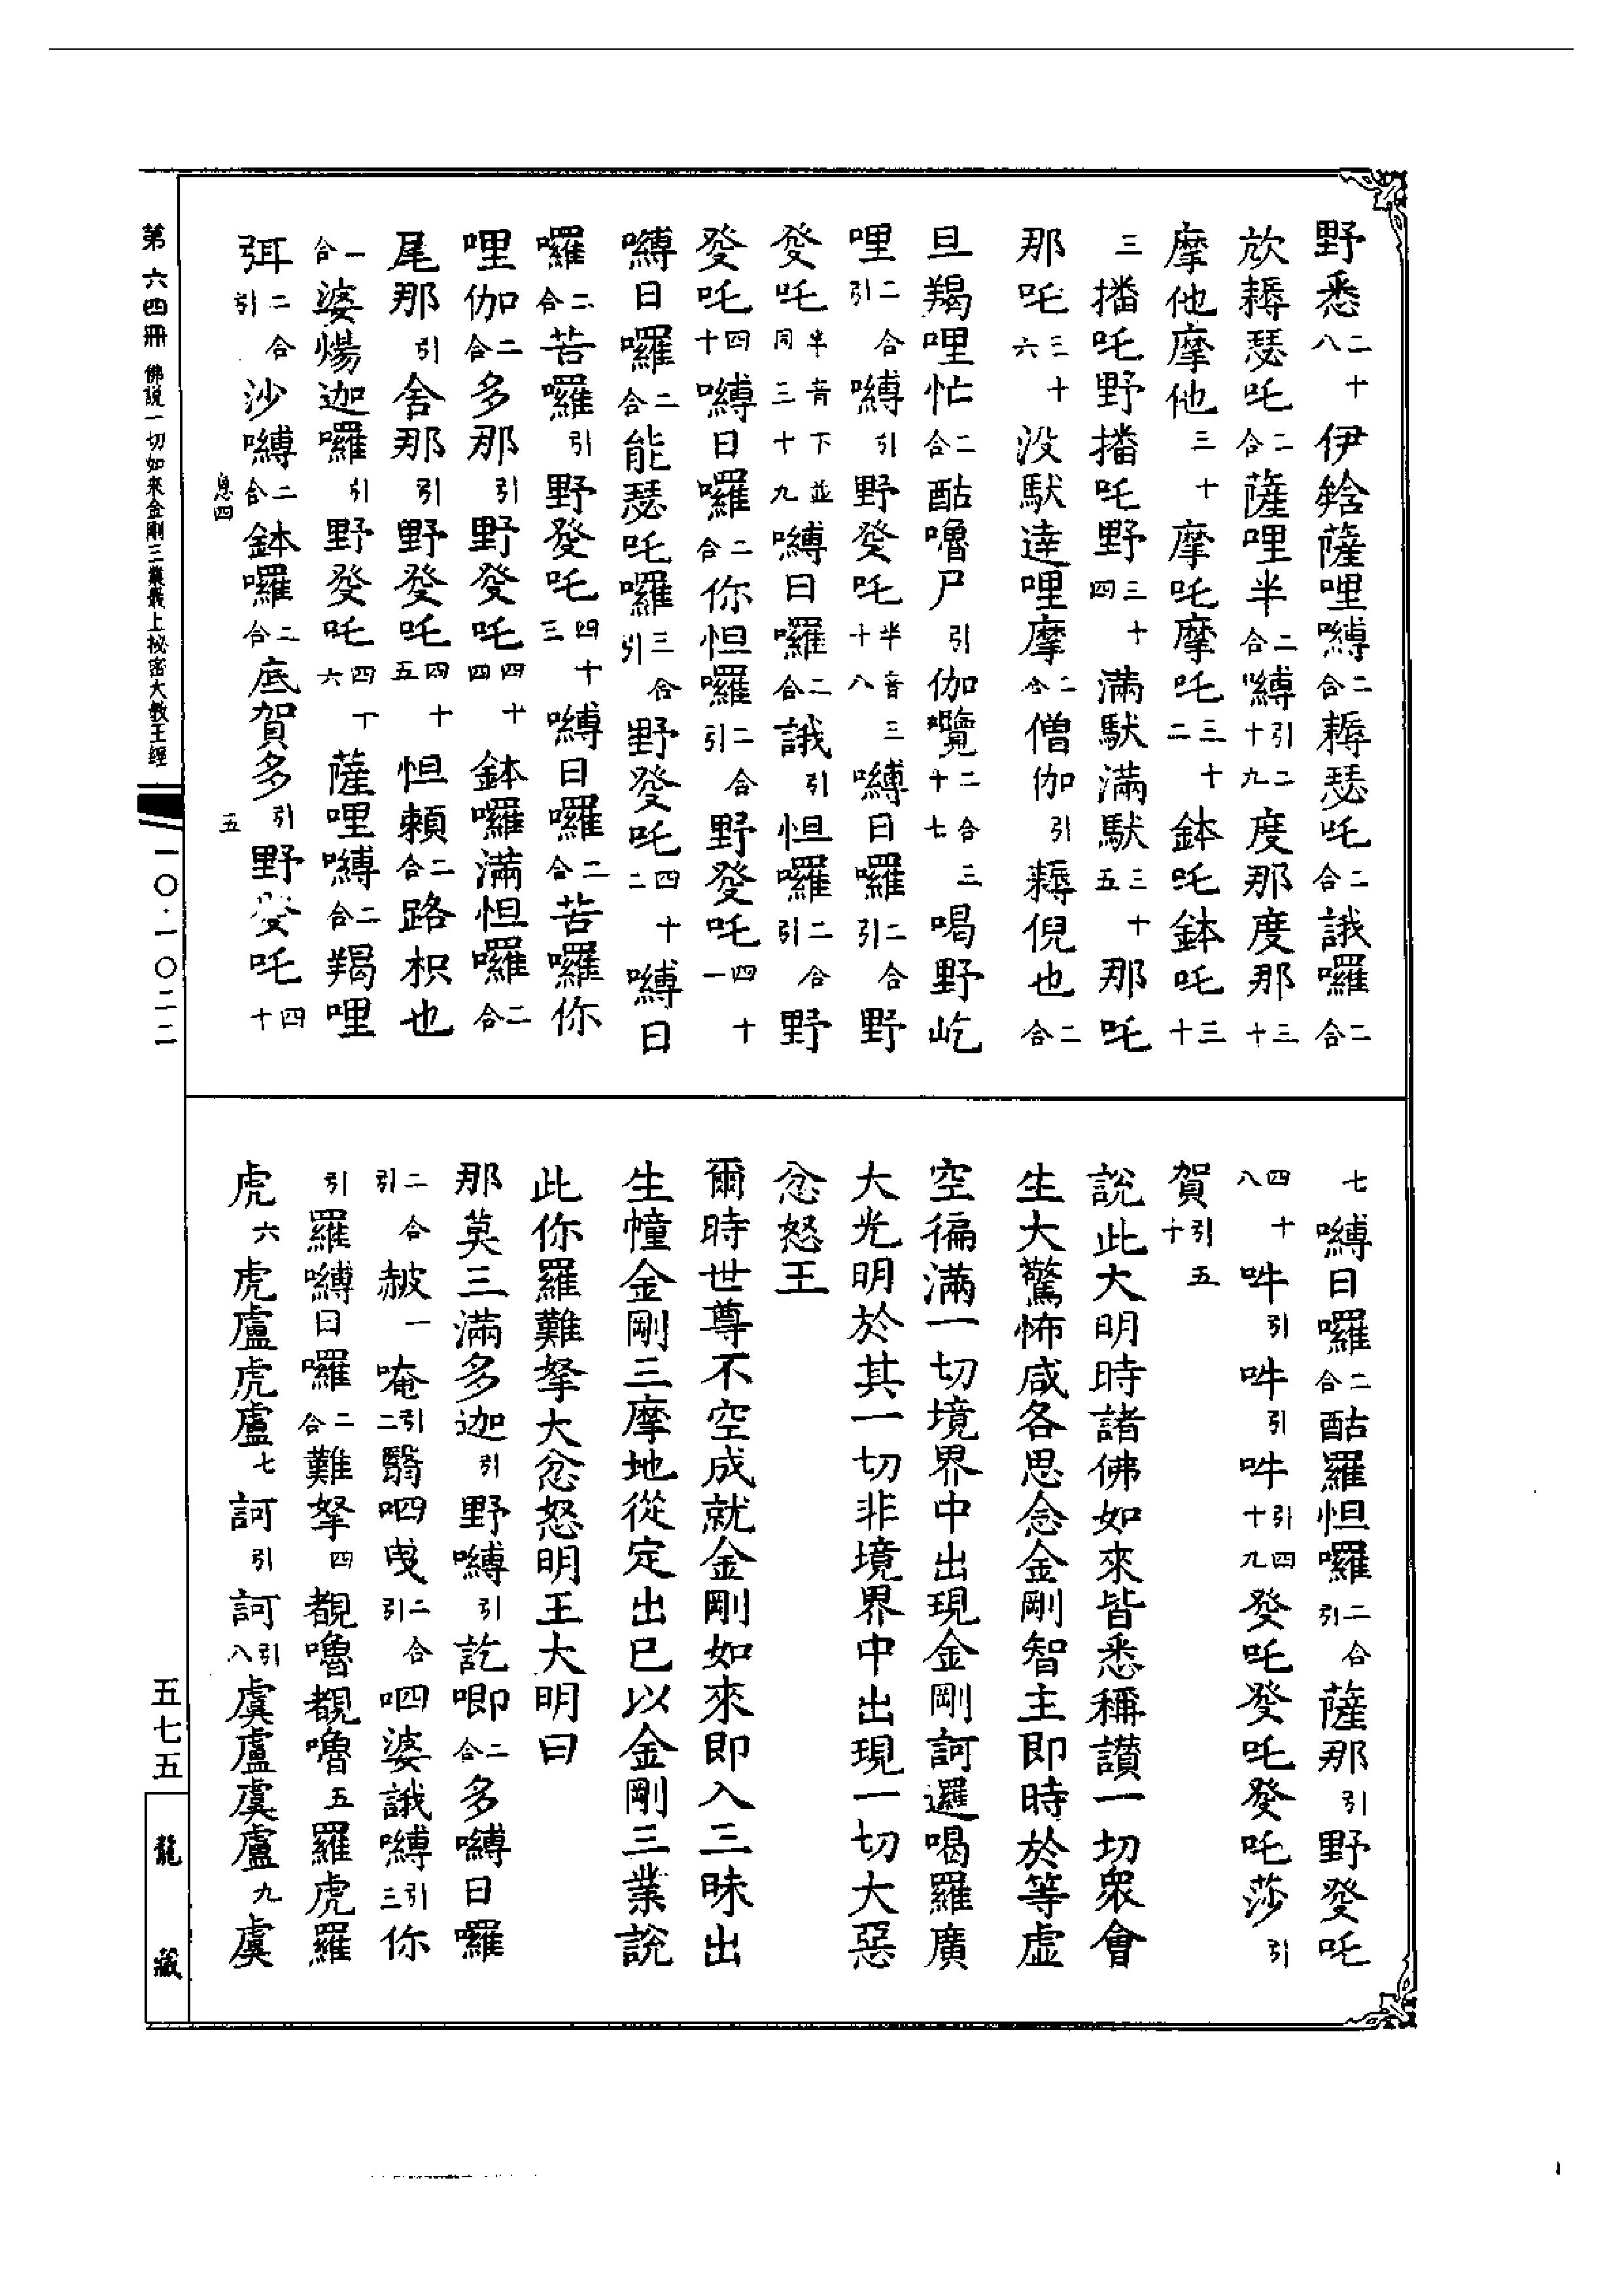 野悉二十八伊鎗薩哩嚩二合耨瑟吒二合誐囉二合
欻耨瑟吒二合薩哩半二合嚩引二十九度那度那三十
摩他摩他三十一摩吒摩吒三十二鉢吒鉢吒三十
三播吒野播吒野三十四滿馱滿馱三十五那吒
那吒三十六没馱達哩摩二合僧伽引耨倪也二合
旦羯哩忙二合酤嚕尸引伽㘕二合三十七喝野屹
哩二合引嚩引野癹吒半音三十八嚩日囉二合引野
癹吒半音下並同三十九嚩日囉二合誐引怛囉二合引野
癹吒四十嚩日囉二合你怛囉二合引野癹吒四十一
嚩日囉二合能瑟吒囉三合引野癹吒四十二嚩日
囉二合苦囉引野癹吒四十三嚩日囉二合苦囉你
哩伽二合多那引野癹吒四十四鉢囉滿怛囉二合
尾那引舍那引野癹吒四十五怛賴二合路枳也
二合婆煬迦囉引野癹吒四十六薩哩嚩二合羯哩
弭二合引沙嚩二合鉢囉二合底賀多引野癹吒四十
七嚩日囉二合酤羅怛囉二合引薩那引野癹吒
四十八吽引吽引吽引四十九癹吒癹吒癹吒莎引
賀引五十
說此大明時諸佛如來皆悉稱讚一切眾會
生大驚怖咸各思念金剛智主即時於等虛
空徧滿一切境界中出現金剛訶邏喝羅廣
大光明於其一切非境界中出現一切大惡
忿怒王
爾時世尊不空成就金剛如來即入三昧出
生幢金剛三摩地從定出已以金剛三業說
此你羅難拏大忿怒明王大明曰
那莫三滿多迦引野嚩引訖唧二合多嚩日囉
二合引赧一唵引二翳呬曳二合引呬婆誐嚩引三你
引羅嚩日囉二合難拏四覩嚕覩嚕五羅虎羅
虎六虎盧虎盧七訶引訶引八虞盧虞盧九虞
第六四冊 佛說一切如來金剛三業最上祕密大教王經 一〇一〇二二
息四 五
五七五
龍藏